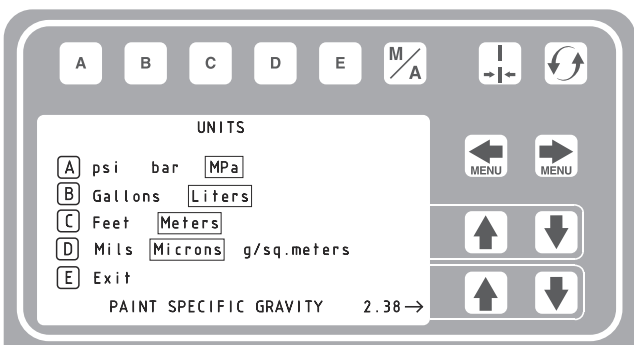 A B C D E M/A
UNITS
MENU MENU
A psi bar MPa
B Gallons Liters
C Feet Meters
D Mils Microns g/sq.meters
E Exit
PAINT SPECIFIC GRAVITY 2.38→